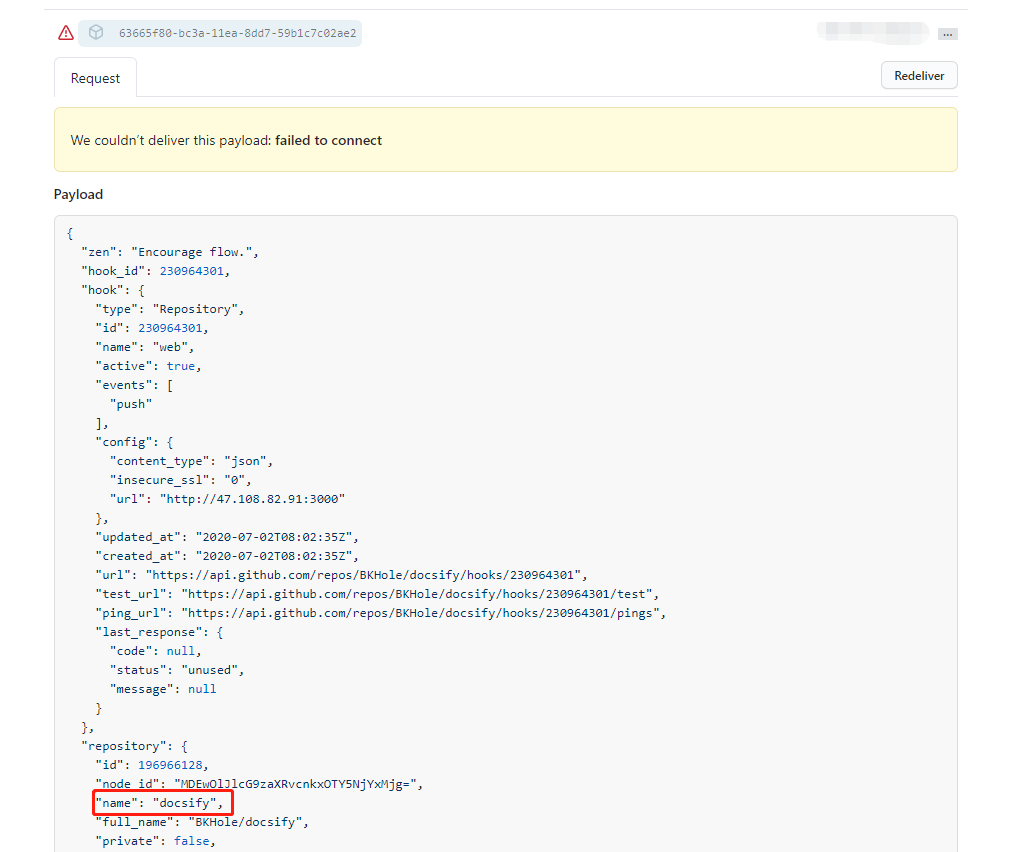 63665f80-bc3a-11ea-8dd7-59b1c7c02ae2
...
Request
Redeliver
We couldn't deliver this payload: failed to connect
Payload
{
"zen": "Encourage flow.",
"hook_id": 230964301,
"hook": {
"type": "Repository",
"id": 230964301,
"name": "web",
"active": true,
"events": [
"push"
],
"config": {
"content_type": "json",
"insecure_ssl": "0",
"url": "http://47.108.82.91:3000"
},
"updated_at": "2020-07-02T08:02:35Z",
"created_at": "2020-07-02T08:02:35Z",
"url": "https://api.github.com/repos/BKHole/docsify/hooks/230964301",
"test_url": "https://api.github.com/repos/BKHole/docsify/hooks/230964301/test",
"ping_url": "https://api.github.com/repos/BKHole/docsify/hooks/230964301/pings",
"last_response": {
"code": null,
"status": "unused",
"message": null
}
},
"repository": {
"id": 196966128,
"node_id": "MDEwOlJlcG9zaXRvcnkxOTY5NjYxMjg=",
"name": "docsify",
"full_name": "BKHole/docsify",
"private": false,